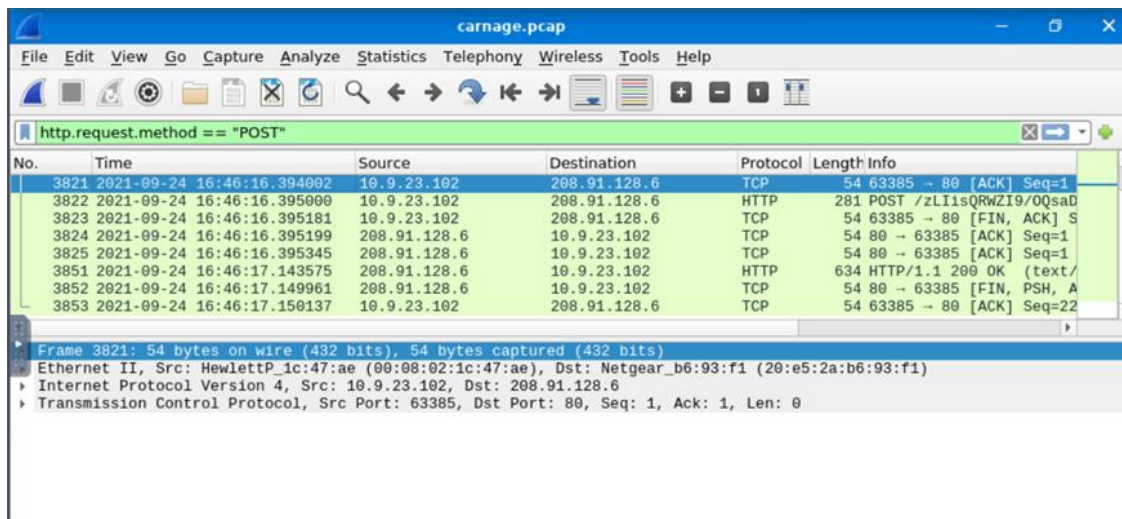 carnage.pcap
File Edit View Go Capture Analyze Statistics Telephony Wireless Tools Help
http.request.method == "POST"
No. Time Source Destination Protocol Length Info
3821 2021-09-24 16:46:16.394002 10.9.23.102 208.91.128.6 TCP 54 63385 → 80 [ACK] Seq=1
3822 2021-09-24 16:46:16.395000 10.9.23.102 208.91.128.6 HTTP 281 POST /zLIisQRWZI9/OQsaD
3823 2021-09-24 16:46:16.395181 10.9.23.102 208.91.128.6 TCP 54 63385 → 80 [FIN, ACK] S
3824 2021-09-24 16:46:16.395199 208.91.128.6 10.9.23.102 TCP 54 80 → 63385 [ACK] Seq=1
3825 2021-09-24 16:46:16.395345 208.91.128.6 10.9.23.102 TCP 54 80 → 63385 [ACK] Seq=1
3851 2021-09-24 16:46:17.143575 208.91.128.6 10.9.23.102 HTTP 634 HTTP/1.1 200 OK (text/
3852 2021-09-24 16:46:17.149961 208.91.128.6 10.9.23.102 TCP 54 80 → 63385 [FIN, PSH, A
3853 2021-09-24 16:46:17.150137 10.9.23.102 208.91.128.6 TCP 54 63385 → 80 [ACK] Seq=22
Frame 3821: 54 bytes on wire (432 bits), 54 bytes captured (432 bits)
Ethernet II, Src: HewlettP_1c:47:ae (00:08:02:1c:47:ae), Dst: Netgear_b6:93:f1 (20:e5:2a:b6:93:f1)
Internet Protocol Version 4, Src: 10.9.23.102, Dst: 208.91.128.6
Transmission Control Protocol, Src Port: 63385, Dst Port: 80, Seq: 1, Ack: 1, Len: 0